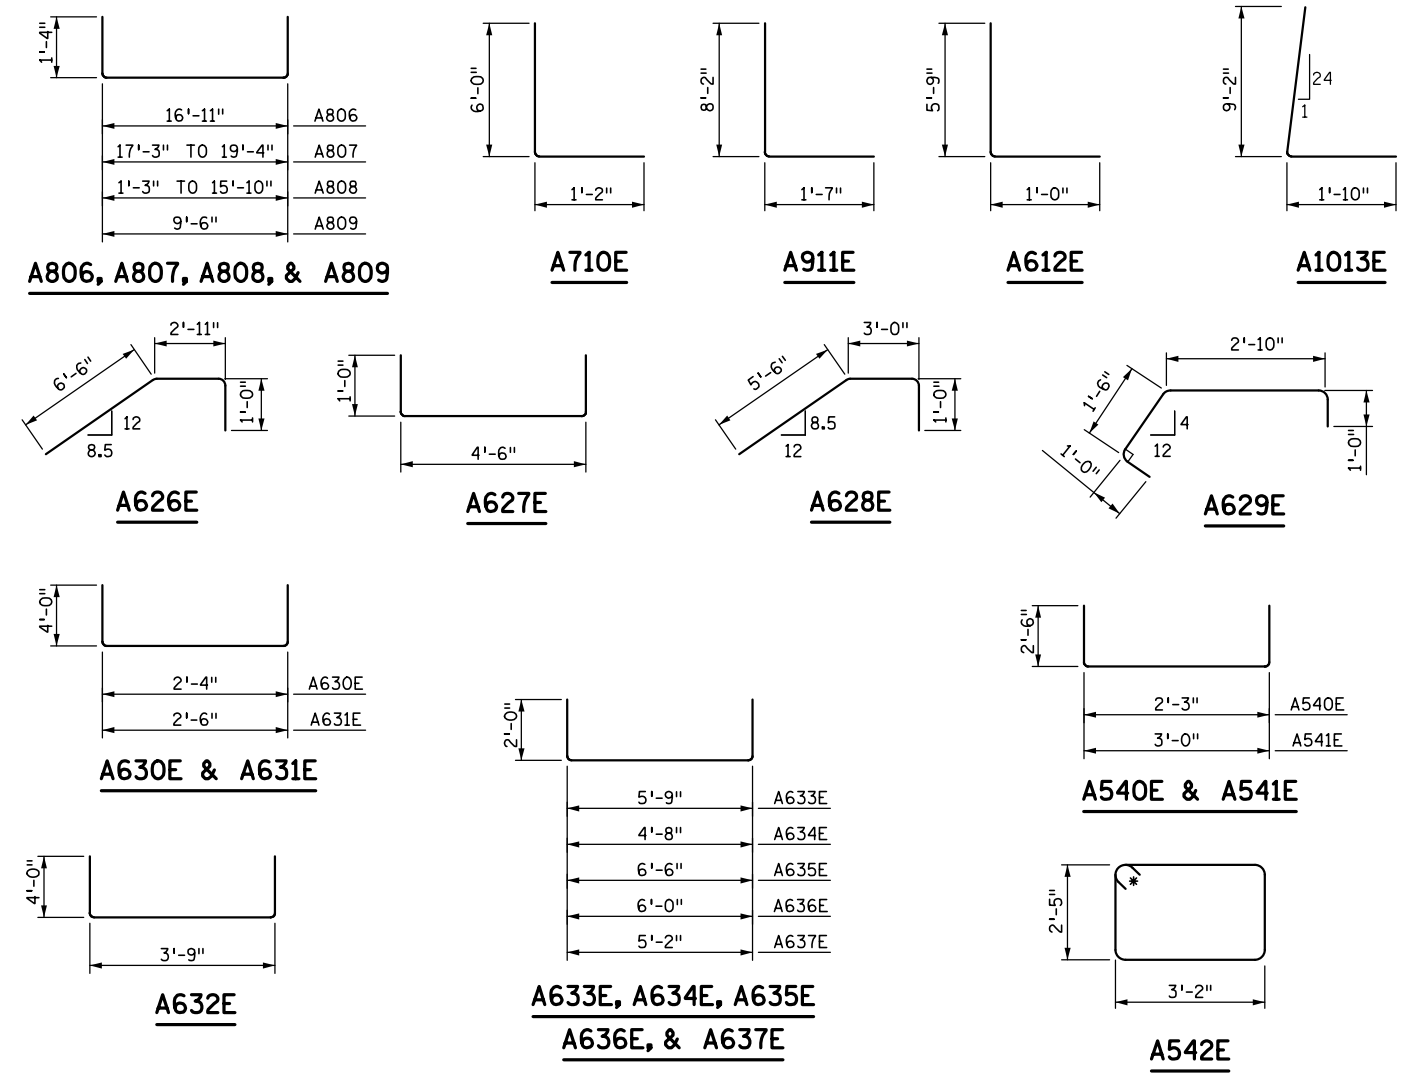 1'-4"
16'-11" A806
17'-3" TO 19'-4" A807
1'-3" TO 15'-10" A808
9'-6" A809
A806, A807, A808, & A809
6'-0"
1'-2"
A710E
8'-2"
1'-7"
A911E
5'-9"
1'-0"
A612E
9'-2"
24
1
1'-10"
A1013E
6'-6"
2'-11"
1'-0"
12
8.5
A626E
1'-0"
4'-6"
A627E
5'-6"
3'-0"
1'-0"
8.5
12
A628E
2'-10"
1'-6"
4
12
1'-0"
1'-0"
A629E
4'-0"
2'-4" A630E
2'-6" A631E
A630E & A631E
2'-0"
5'-9" A633E
4'-8" A634E
6'-6" A635E
6'-0" A636E
5'-2" A637E
A633E, A634E, A635E
A636E, & A637E
2'-6"
2'-3" A540E
3'-0" A541E
A540E & A541E
4'-0"
3'-9"
A632E
2'-5"
*
3'-2"
A542E